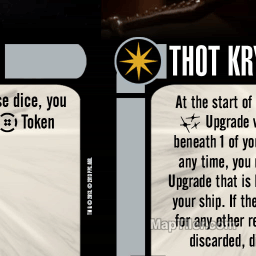 se dice, you
Token
THOT KRY
At the start of
Upgrade
beneath 1 of yo
any time, you
Upgrade that is
your ship. If the
for any other re
discarded, d